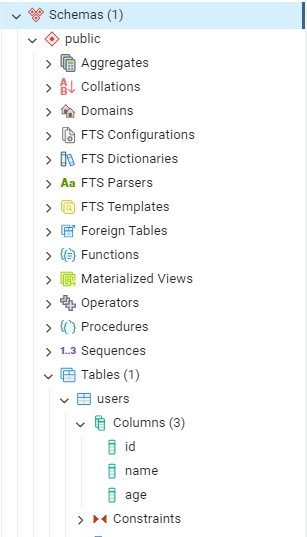 Schemas (1)
public
Aggregates
Collations
Domains
FTS Configurations
FTS Dictionaries
Aa FTS Parsers
FTS Templates
Foreign Tables
Functions
Materialized Views
Operators
Procedures
1..3 Sequences
Tables (1)
users
Columns (3)
id
name
age
Constraints